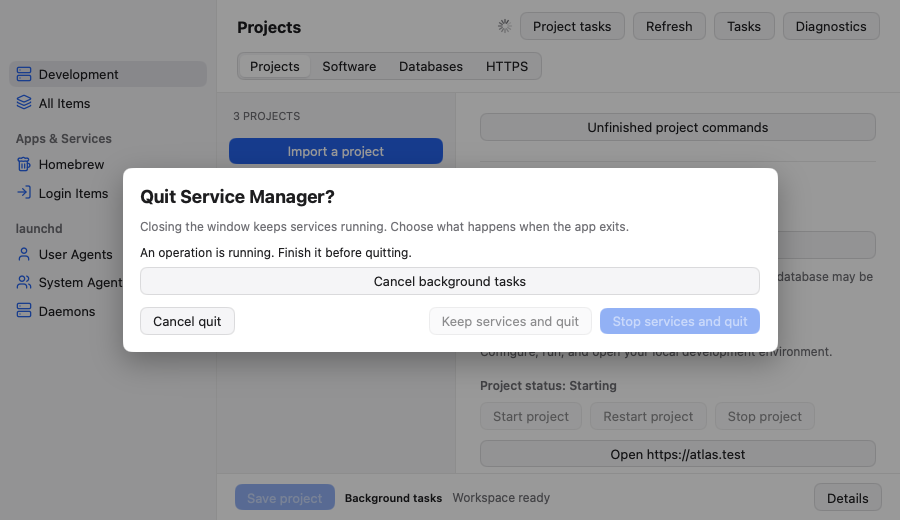 Projects
Project tasks
Refresh
Tasks
Diagnostics
Projects
Software
Databases
HTTPS
Development
All Items
Apps & Services
Homebrew
Login Items
launchd
User Agents
System Agent
Daemons
3 PROJECTS
Import a project
Unfinished project commands
Quit Service Manager?
Closing the window keeps services running. Choose what happens when the app exits.
An operation is running. Finish it before quitting.
Cancel background tasks
Cancel quit
Keep services and quit
Stop services and quit
database may be
Configure, run, and open your local development environment.
Project status: Starting
Start project
Restart project
Stop project
Open https://atlas.test
Save project
Background tasks
Workspace ready
Details